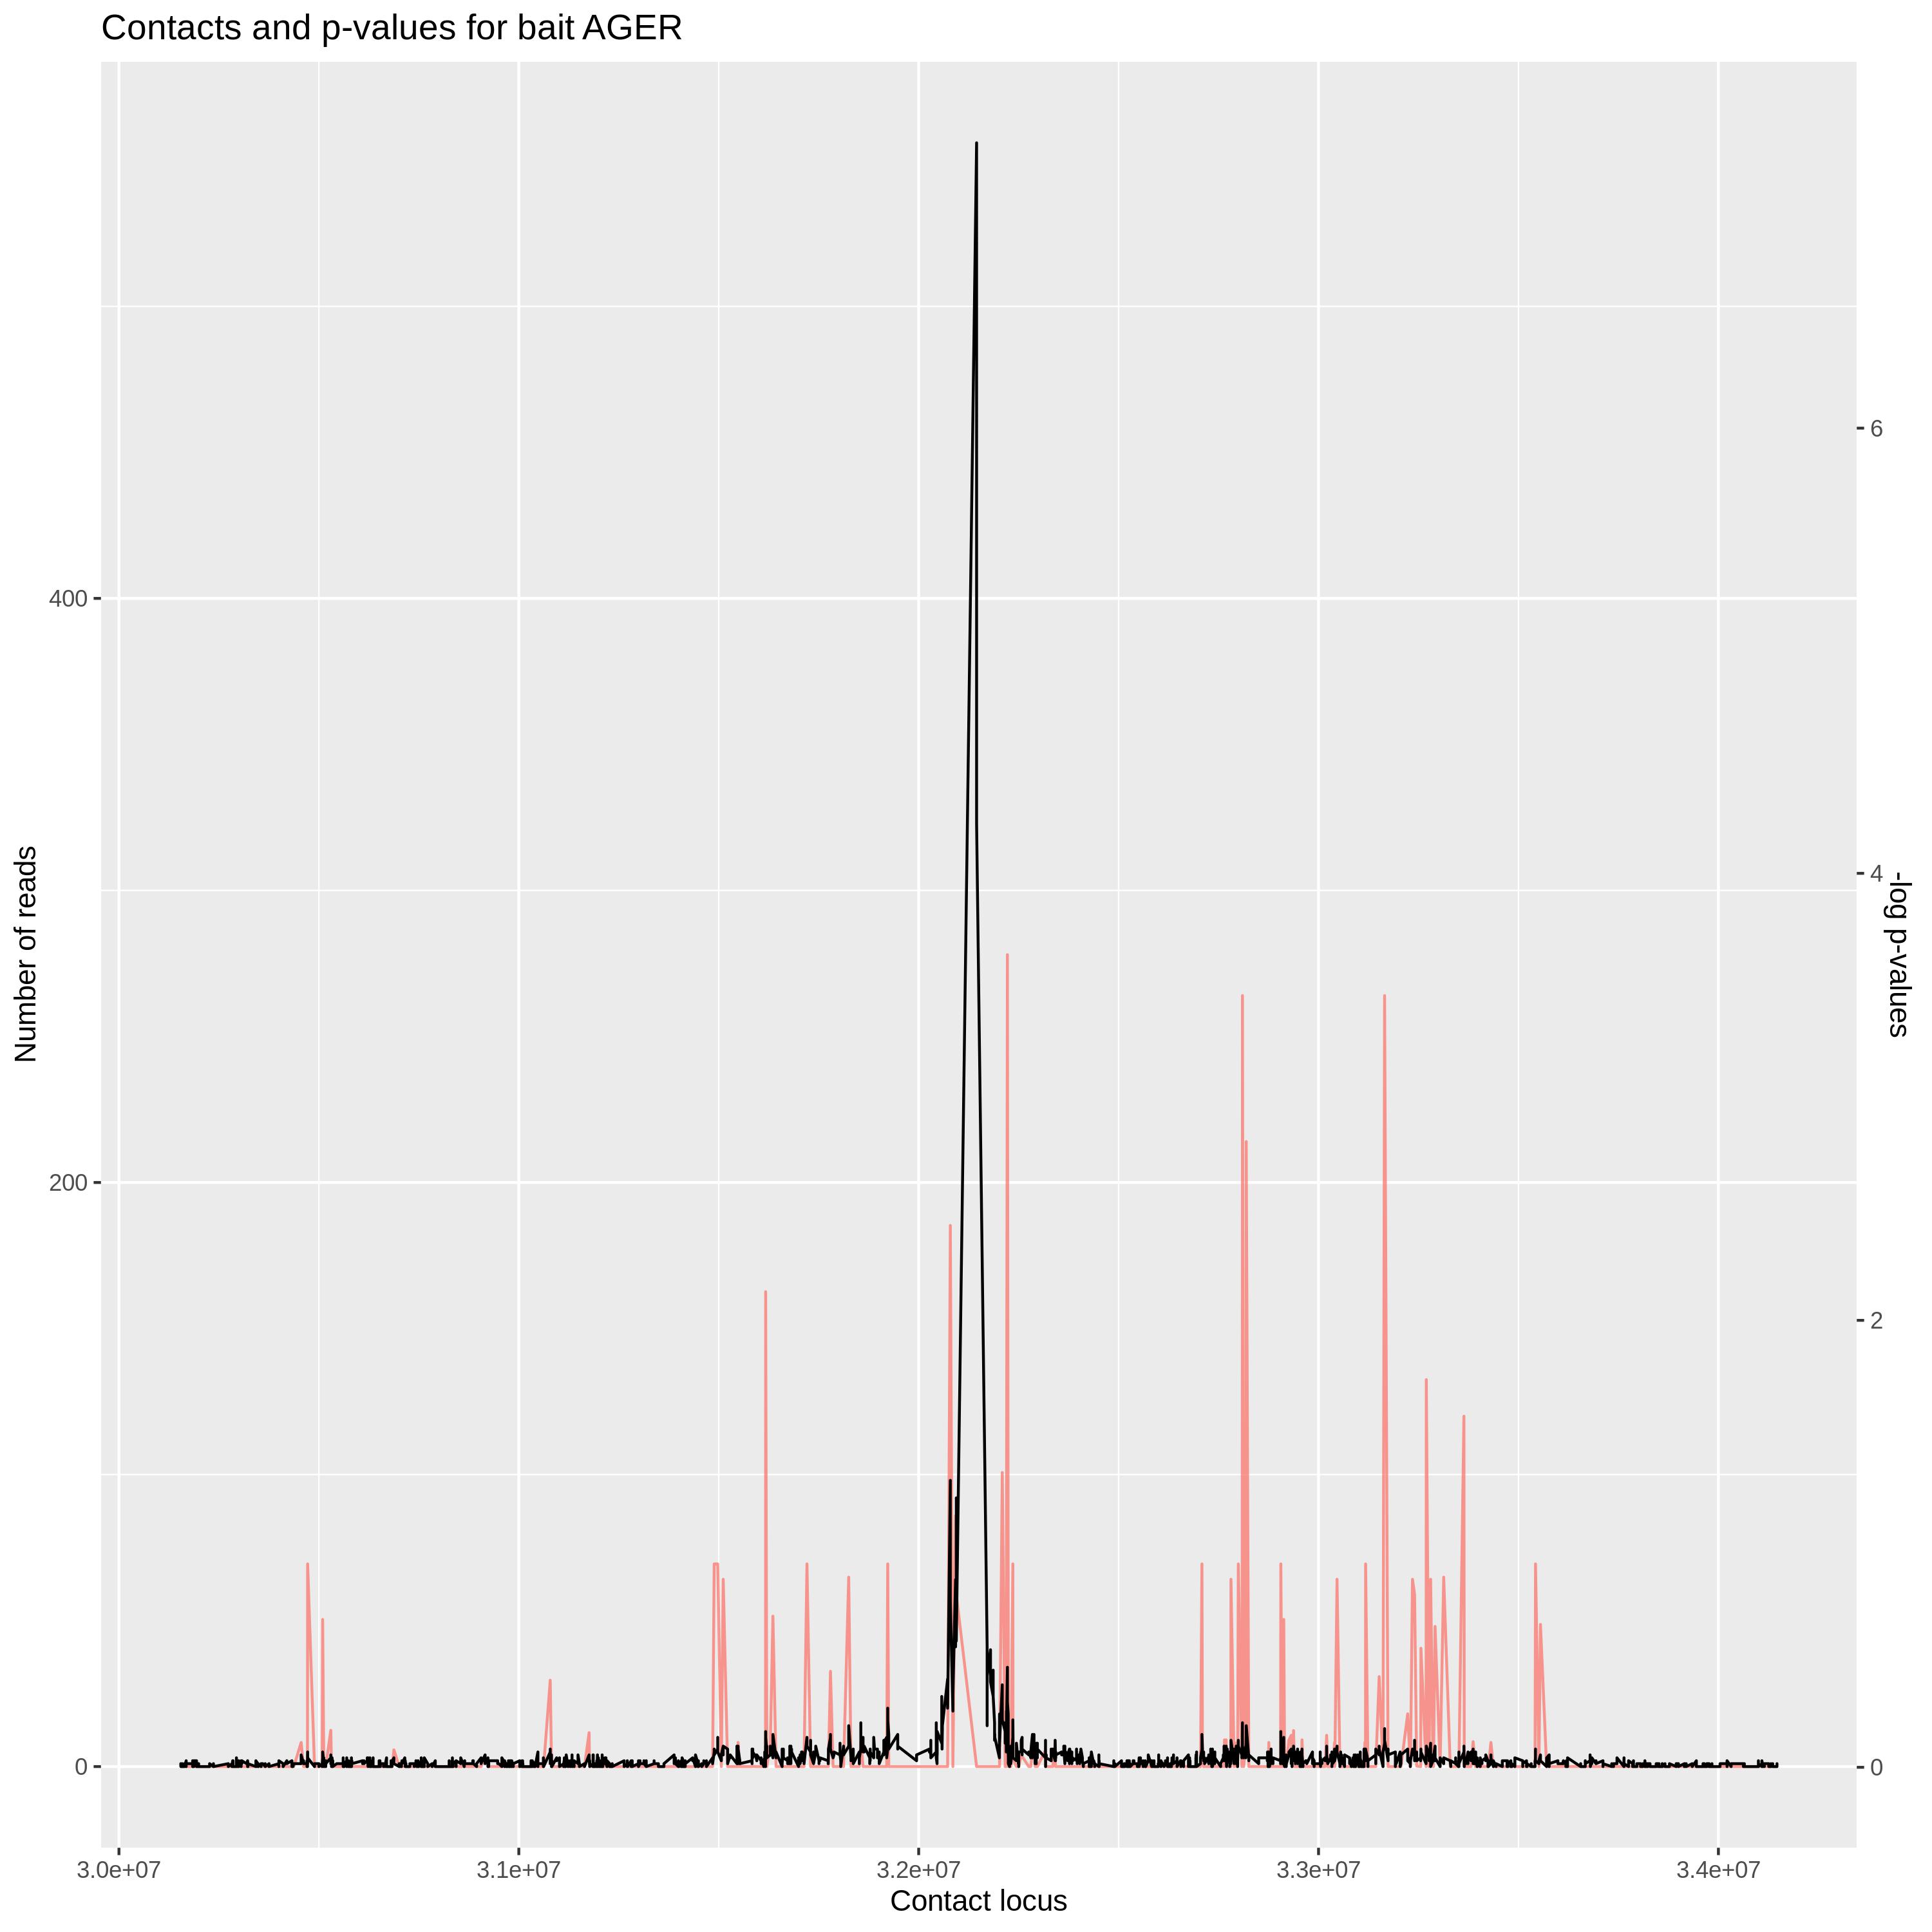 Contacts and p-values for bait AGER
Number of reads
400
200
0
6
4
2
0
-log p-values
3.0e+07 3.1e+07 3.2e+07 3.3e+07 3.4e+07
Contact locus